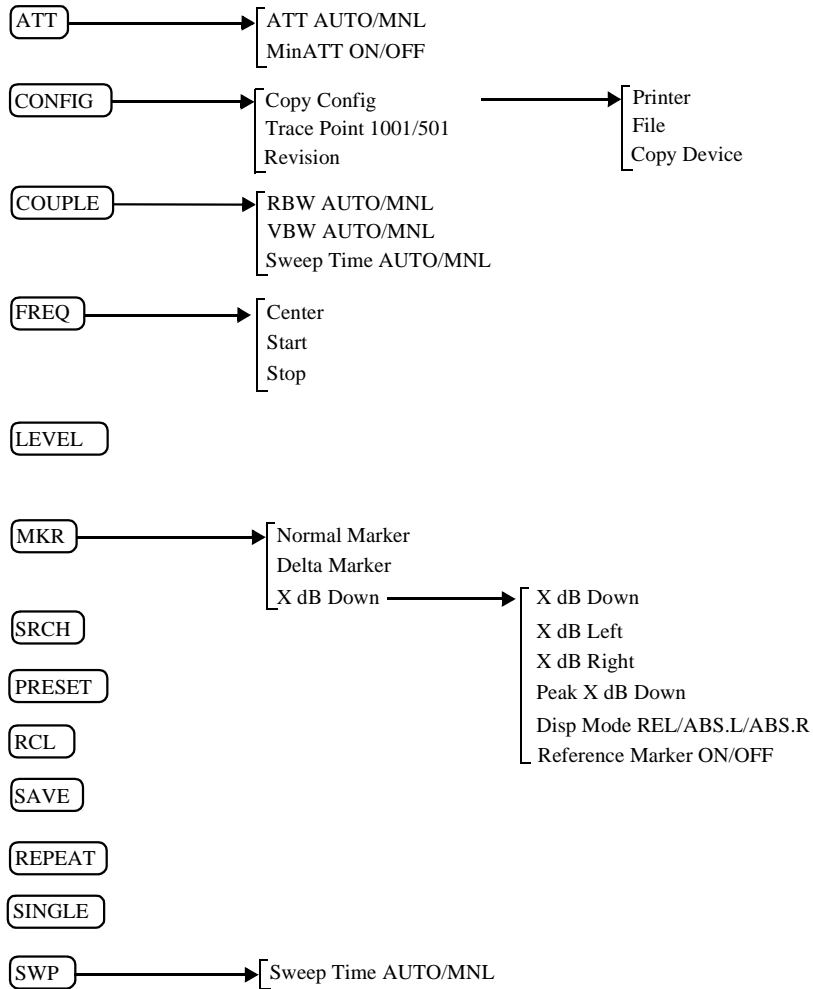 ATT
ATT AUTO/MNL
MinATT ON/OFF
CONFIG
Copy Config
Trace Point 1001/501
Revision
Printer
File
Copy Device
COUPLE
RBW AUTO/MNL
VBW AUTO/MNL
Sweep Time AUTO/MNL
FREQ
Center
Start
Stop
LEVEL
MKR
Normal Marker
Delta Marker
X dB Down
X dB Down
X dB Left
X dB Right
Peak X dB Down
Disp Mode REL/ABS.L/ABS.R
Reference Marker ON/OFF
SRCH
PRESET
RCL
SAVE
REPEAT
SINGLE
SWP
Sweep Time AUTO/MNL